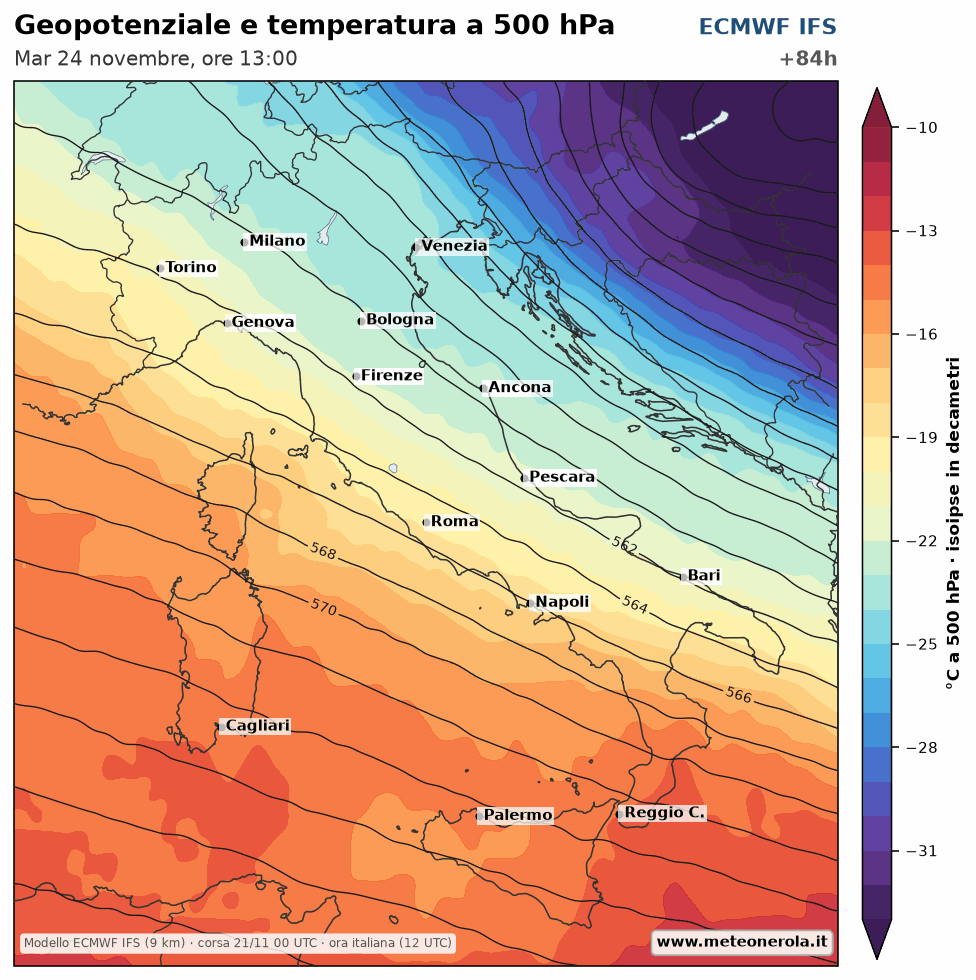 Geopotenziale e temperatura a 500 hPa
ECMWF IFS
Mar 24 novembre, ore 13:00
+84h
Milano
Venezia
Torino
Genova
Bologna
Firenze
Ancona
Pescara
Roma
562
568
Bari
570
Napoli
564
566
Cagliari
Palermo
Reggio C.
Modello ECMWF IFS (9 km) · corsa 21/11 00 UTC · ora italiana (12 UTC)
www.meteonerola.it
−10
−13
−16
−19
−22
−25
−28
−31
°C a 500 hPa · isoipse in decametri